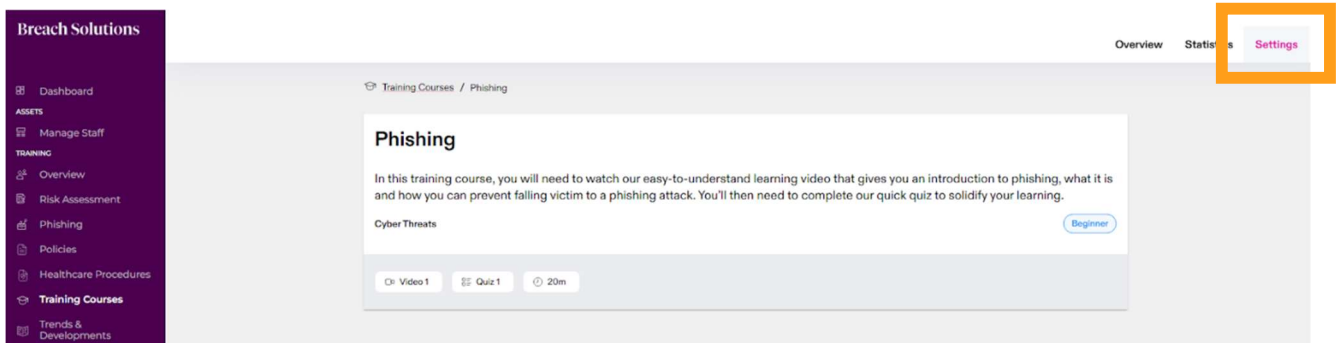 Breach Solutions
Overview Statistics Settings
Dashboard
ASSETS
Manage Staff
TRAINING
Overview
Risk Assessment
Phishing
Policies
Healthcare Procedures
Training Courses
Trends &
Developments
Training Courses / Phishing
Phishing
In this training course, you will need to watch our easy-to-understand learning video that gives you an introduction to phishing, what it is
and how you can prevent falling victim to a phishing attack. You'll then need to complete our quick quiz to solidify your learning.
Cyber Threats
Beginner
Video 1 Quiz 1 20m